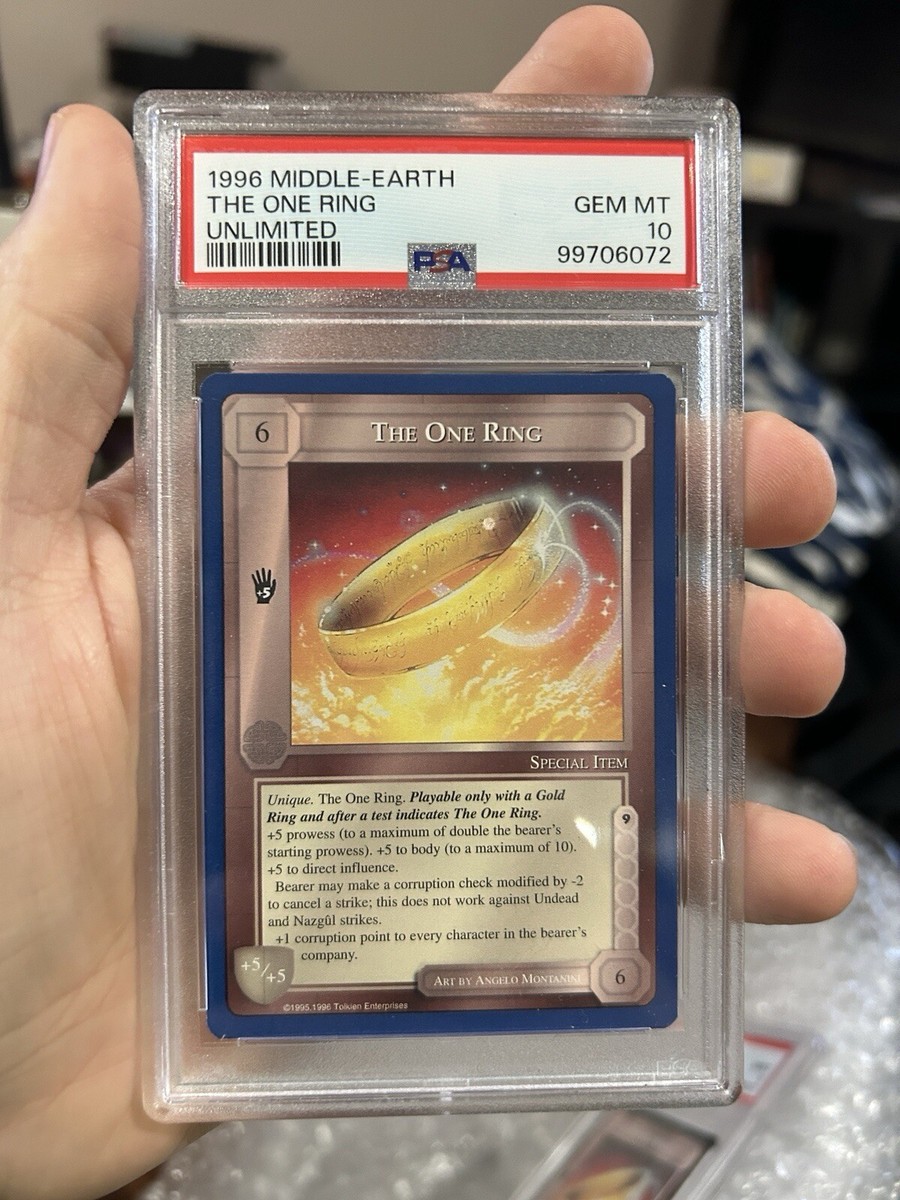 1996 MIDDLE-EARTH
THE ONE RING
GEM MT
UNLIMITED
10
99706072
PSA
6
THE ONE RING
+5
SPECIAL ITEM
Unique. The One Ring. Playable only with a Gold
Ring and after a test indicates The One Ring.
9
+5 prowess (to a maximum of double the bearer's
starting prowess). +5 to body (to a maximum of 10).
+5 to direct influence.
Bearer may make a corruption check modified by -2
to cancel a strike; this does not work against Undead
and Nazgûl strikes.
+1 corruption point to every character in the bearer's
company.
+5/+5
ART BY ANGELO MONTANINI
6
©1995,1996 Tolkien Enterprises